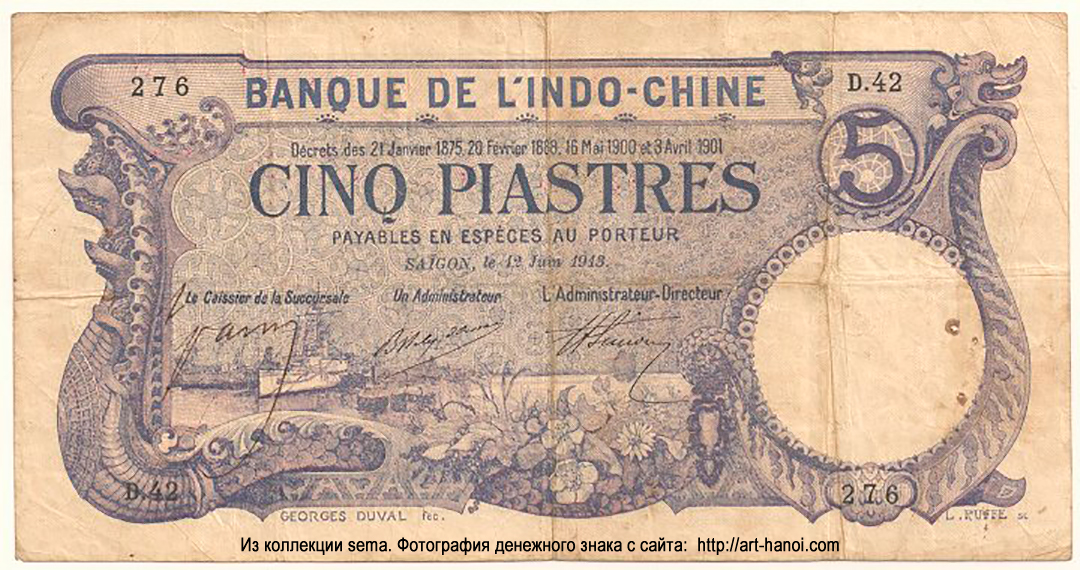 276
BANQUE DE L'INDO-CHINE
D.42
Décrets des 21 Janvier 1875, 20 Février 1888, 16 Mai 1900 et 3 Avril 1901
5
CINQ PIASTRES
PAYABLES EN ESPÈCES AU PORTEUR
SAÏGON, le 12 Juin 1913.
Le Caissier de la Succursale Un Administrateur L'Administrateur-Directeur
D.42
276
GEORGES DUVAL fec.
L. RUFFE sc
Из коллекции sema. Фотография денежного знака с сайта: http://art-hanoi.com